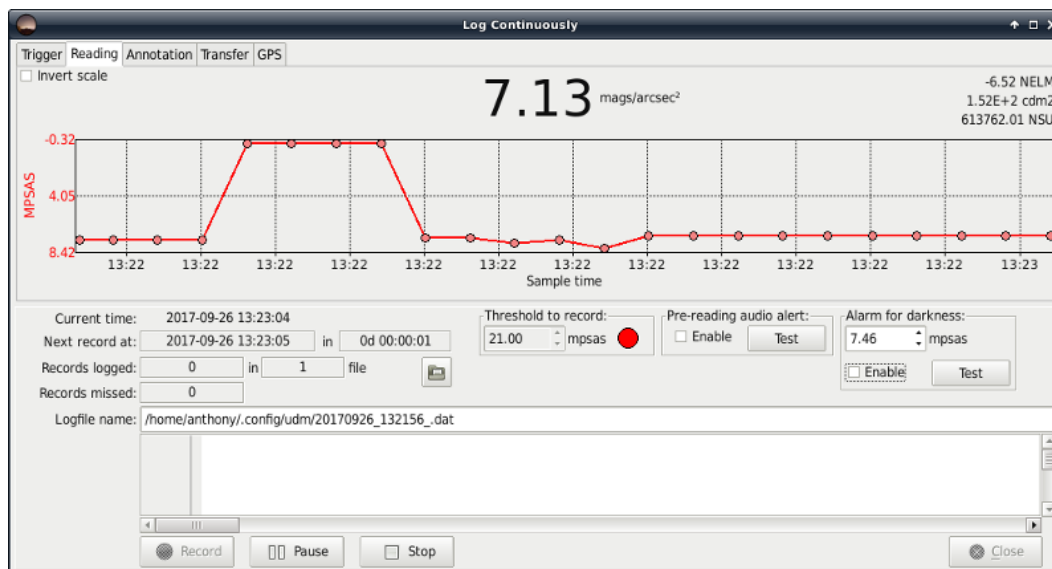 Log Continuously
Trigger Reading Annotation Transfer GPS
Invert scale
7.13 mags/arcsec²
-6.52 NELM
1.52E+2 cdm2
613762.01 NSU
-0.32
4.05
8.42
MPSAS
13:22 13:22 13:22 13:22 13:22 13:22 13:22 13:22 13:22 13:22 13:22 13:22 13:23
Sample time
Current time: 2017-09-26 13:23:04
Next record at: 2017-09-26 13:23:05 in 0d 00:00:01
Records logged: 0 in 1 file
Records missed: 0
Threshold to record:
21.00 mpsas
Pre-reading audio alert:
Enable Test
Alarm for darkness:
7.46 mpsas
Enable Test
Logfile name: /home/anthony/.config/udm/20170926_132156_.dat
Record Pause Stop Close